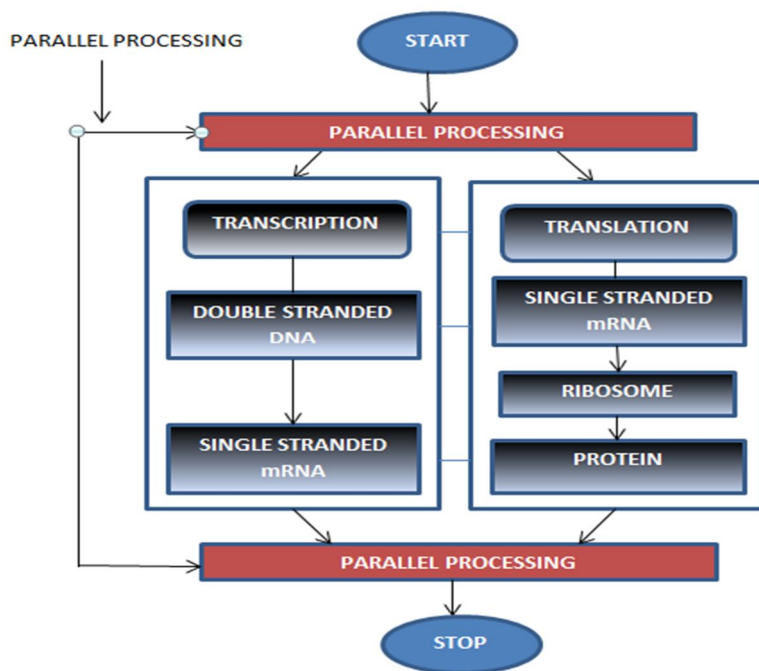 START
PARALLEL PROCESSING
PARALLEL PROCESSING
TRANSCRIPTION
DOUBLE STRANDED
DNA
SINGLE STRANDED
mRNA
TRANSLATION
SINGLE STRANDED
mRNA
RIBOSOME
PROTEIN
PARALLEL PROCESSING
STOP